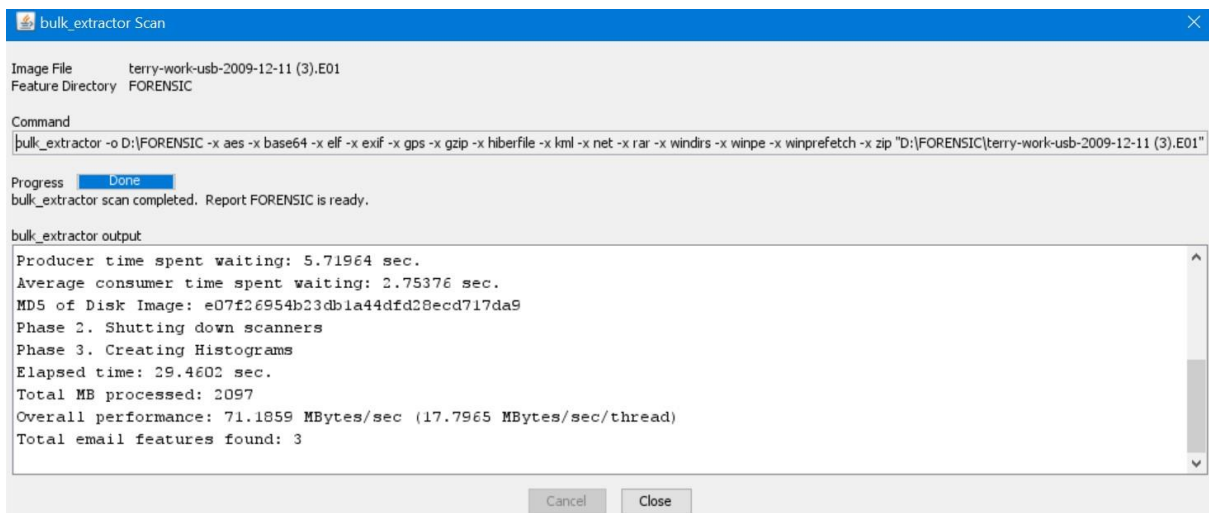 bulk_extractor Scan
Image File terry-work-usb-2009-12-11 (3).E01
Feature Directory FORENSIC
Command
bulk_extractor -o D:\FORENSIC -x aes -x base64 -x elf -x exif -x gps -x gzip -x hiberfile -x kml -x net -x rar -x windirs -x winpe -x winprefetch -x zip "D:\FORENSIC\terry-work-usb-2009-12-11 (3).E01"
Progress Done
bulk_extractor scan completed. Report FORENSIC is ready.
bulk_extractor output
Producer time spent waiting: 5.71964 sec.
Average consumer time spent waiting: 2.75376 sec.
MD5 of Disk Image: e07f26954b23db1a44dfd28ecd717da9
Phase 2. Shutting down scanners
Phase 3. Creating Histograms
Elapsed time: 29.4602 sec.
Total MB processed: 2097
Overall performance: 71.1859 MBytes/sec (17.7965 MBytes/sec/thread)
Total email features found: 3
Cancel Close